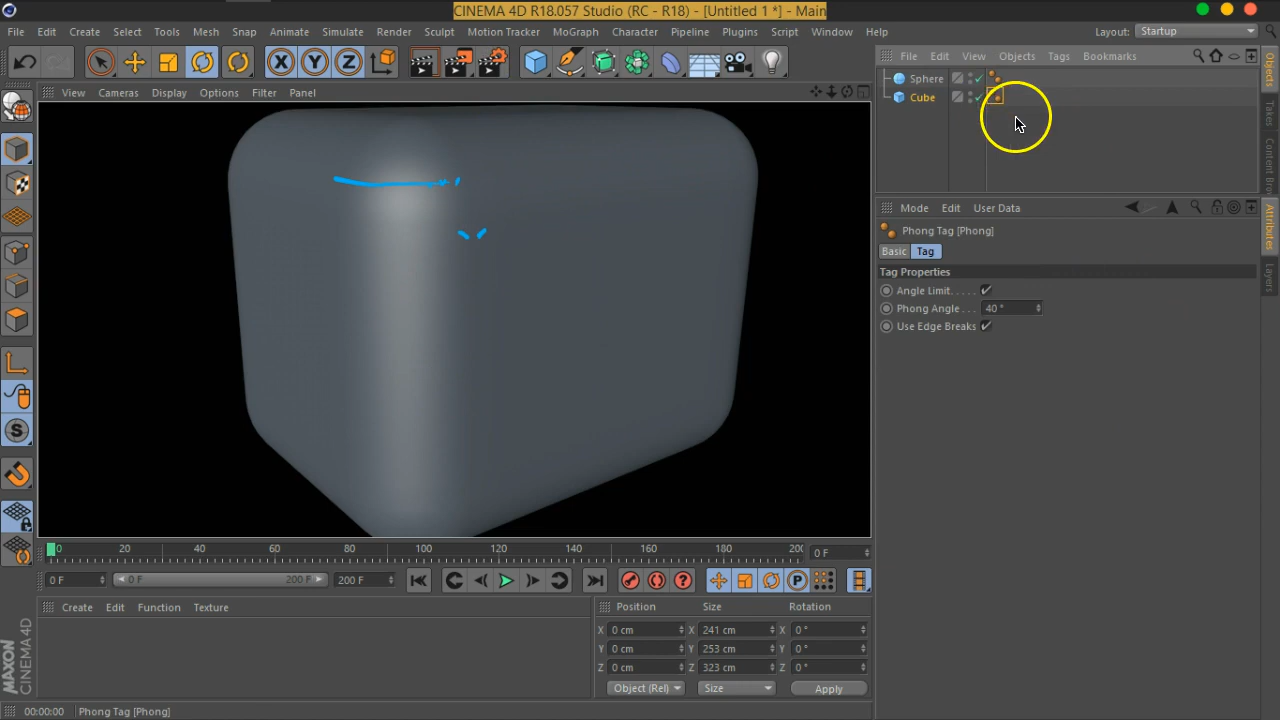 CINEMA 4D R18.057 Studio (RC - R18) - [Untitled 1 *] - Main
File Edit Create Select Tools Mesh Snap Animate Simulate Render Sculpt Motion Tracker MoGraph Character Pipeline Plugins Script Window Help Layout: Startup
X Y Z
File Edit View Objects Tags Bookmarks
View Cameras Display Options Filter Panel
Sphere
Cube
Objects
Takes
Content Brow
Attributes
Layers
Mode Edit User Data
Phong Tag [Phong]
Basic Tag
Tag Properties
Angle Limit. . . . .
Phong Angle . . . 40 °
Use Edge Breaks
0 20 40 60 80 100 120 140 160 180 200 0 F
0 F 0 F 200 F 200 F
Create Edit Function Texture
Position Size Rotation
X 0 cm X 241 cm X 0 °
Y 0 cm Y 253 cm Y 0 °
Z 0 cm Z 323 cm Z 0 °
Object (Rel) Size Apply
MAXON
CINEMA 4D
00:00:00 Phong Tag [Phong]